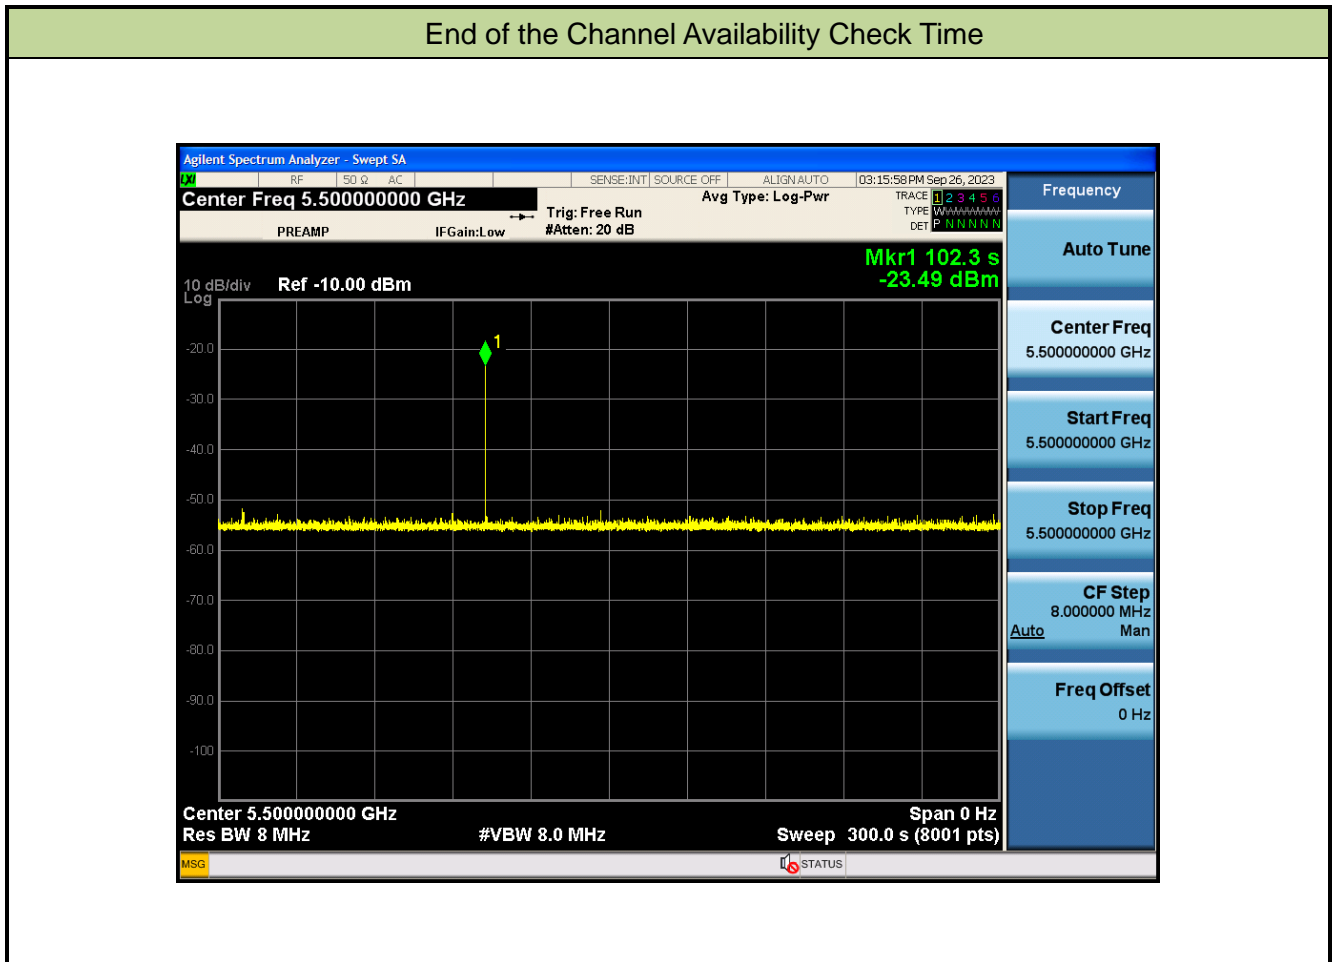 End of the Channel Availability Check Time
Agilent Spectrum Analyzer - Swept SA
LXI RF 50 Ω AC SENSE:INT SOURCE OFF ALIGN AUTO 03:15:58 PM Sep 26, 2023
Center Freq 5.500000000 GHz
PREAMP IFGain:Low
Trig: Free Run
#Atten: 20 dB
Avg Type: Log-Pwr
TRACE 1 2 3 4 5 6
TYPE WWWWWW
DET P N N N N N
Mkr1 102.3 s
-23.49 dBm
10 dB/div Ref -10.00 dBm
Log
1
-20.0
-30.0
-40.0
-50.0
-60.0
-70.0
-80.0
-90.0
-100
Center 5.500000000 GHz Span 0 Hz
Res BW 8 MHz #VBW 8.0 MHz Sweep 300.0 s (8001 pts)
MSG STATUS
Frequency
Auto Tune
Center Freq
5.500000000 GHz
Start Freq
5.500000000 GHz
Stop Freq
5.500000000 GHz
CF Step
8.000000 MHz
Auto Man
Freq Offset
0 Hz